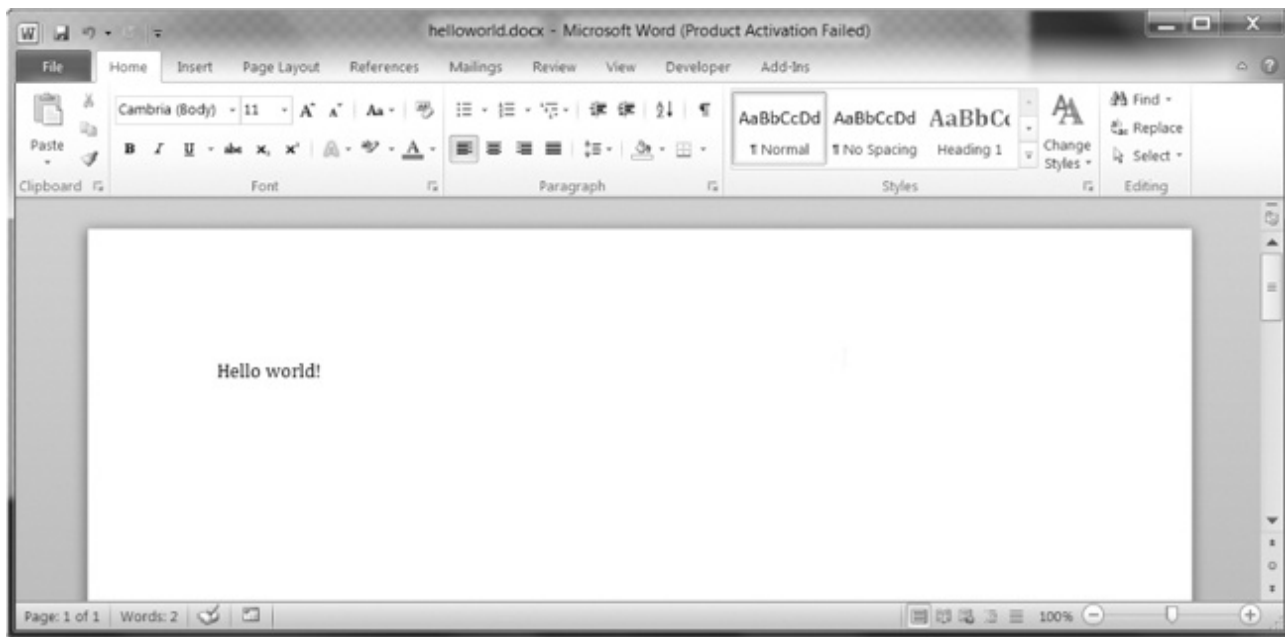 W helloworld.docx - Microsoft Word (Product Activation Failed)
File Home Insert Page Layout References Mailings Review View Developer Add-Ins
Paste
Clipboard
Cambria (Body) 11 A A Aa
B I U abc x, x' A A
Font
Paragraph
AaBbCcDd AaBbCcDd AaBbCc
¶ Normal ¶ No Spacing Heading 1
Change Styles
Styles
Find
Replace
Select
Editing
Hello world!
Page: 1 of 1 Words: 2 100%